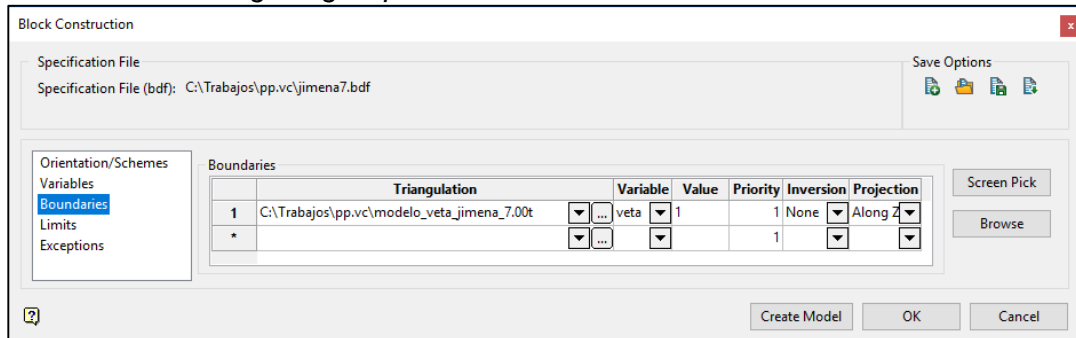 Block Construction
x
Specification File
Save Options
Specification File (bdf): C:\Trabajos\pp.vc\jimena7.bdf
Orientation/Schemes
Variables
Boundaries
Limits
Exceptions
Boundaries
Triangulation Variable Value Priority Inversion Projection
1 C:\Trabajos\pp.vc\modelo_veta_jimena_7.00t ... veta 1 1 None Along Z
* ... 1
Screen Pick
Browse
?
Create Model OK Cancel